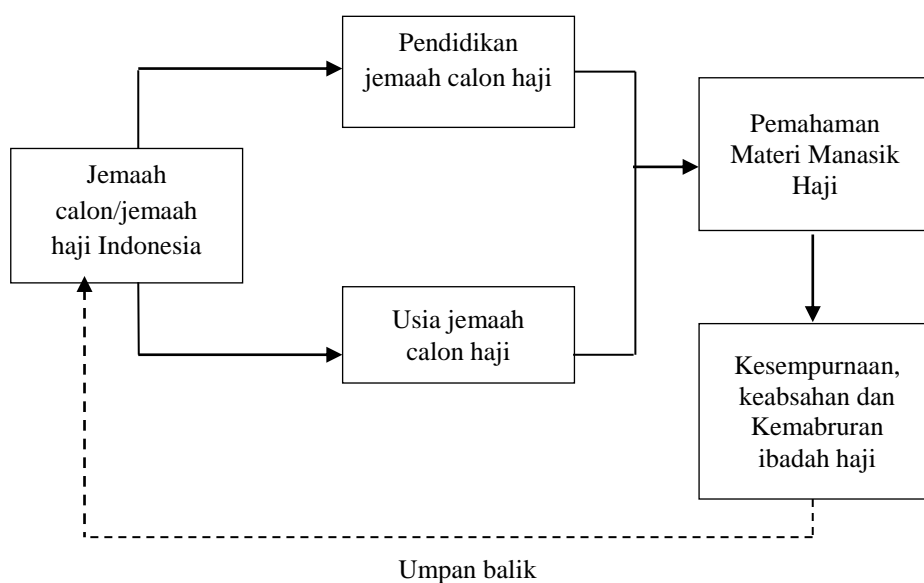 Pendidikan
jemaah calon haji
Pemahaman
Materi Manasik
Haji
Jemaah
calon/jemaah
haji Indonesia
Usia jemaah
calon haji
Kesempurnaan,
keabsahan dan
Kemabruran
ibadah haji
Umpan balik